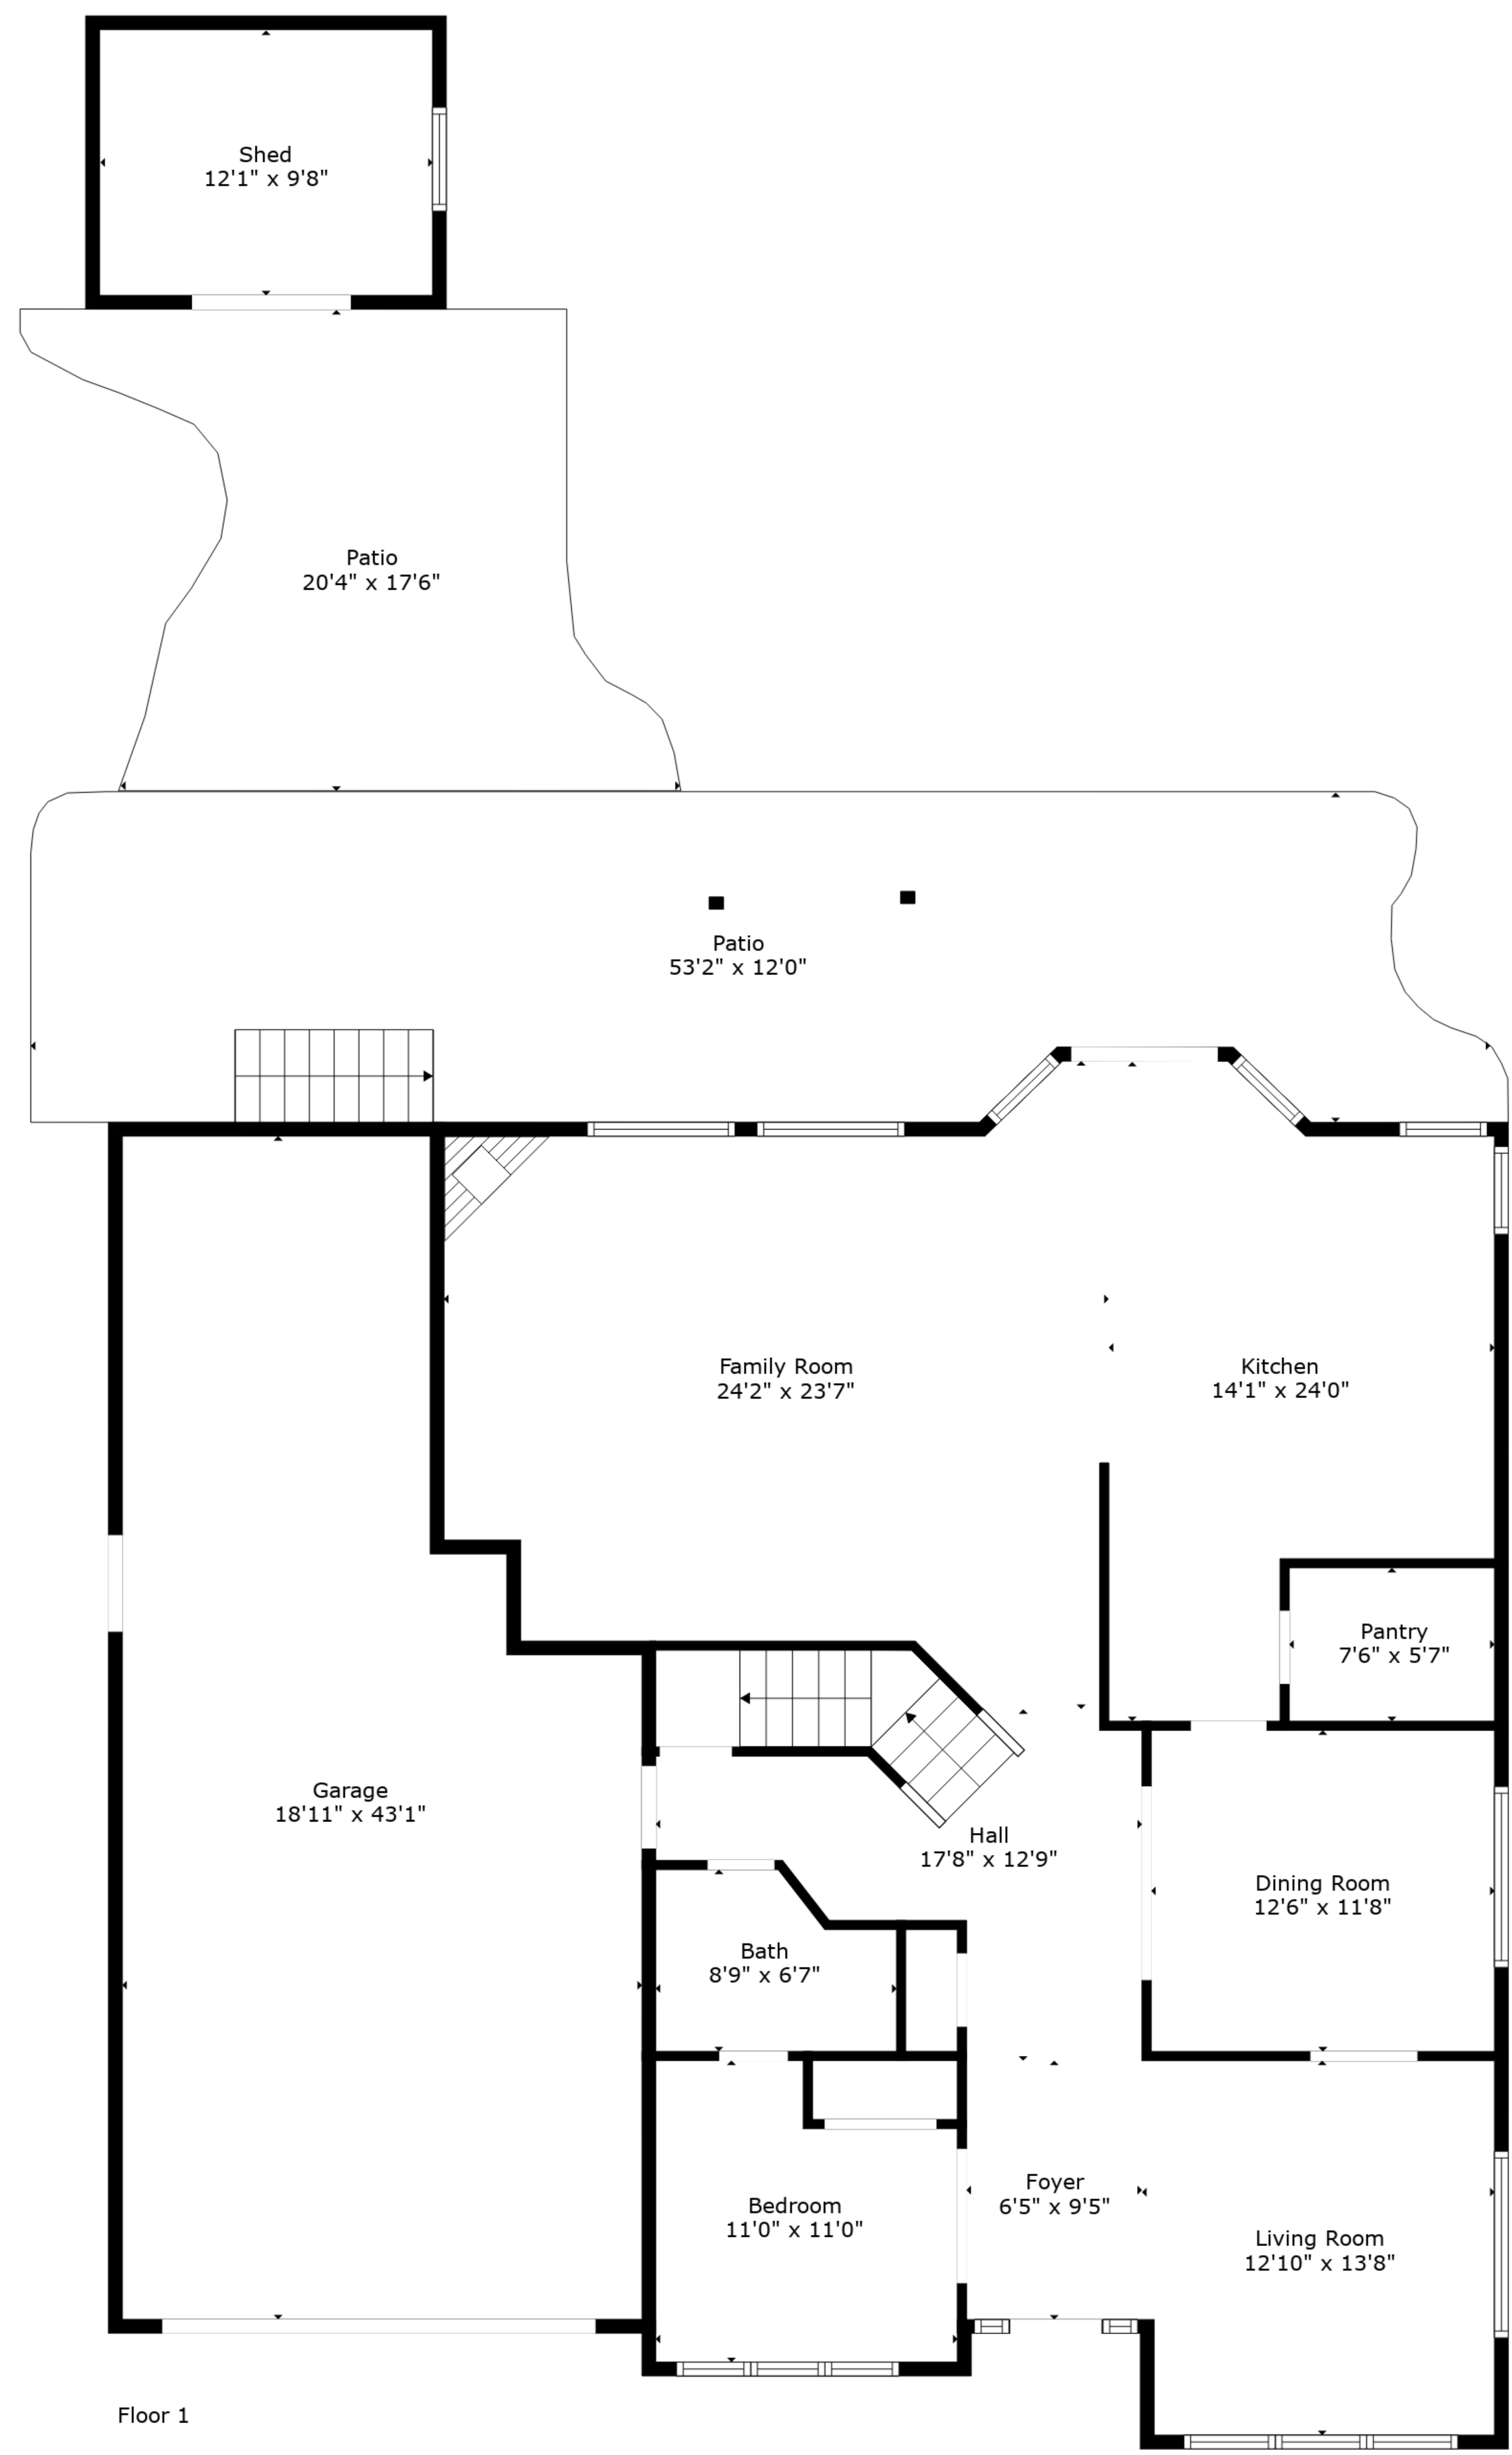 Shed
12'1" x 9'8"
Patio
20'4" x 17'6"
Patio
53'2" x 12'0"
Family Room
24'2" x 23'7"
Kitchen
14'1" x 24'0"
Pantry
7'6" x 5'7"
Garage
18'11" x 43'1"
Hall
17'8" x 12'9"
Dining Room
12'6" x 11'8"
Bath
8'9" x 6'7"
Foyer
6'5" x 9'5"
Bedroom
11'0" x 11'0"
Living Room
12'10" x 13'8"
Floor 1